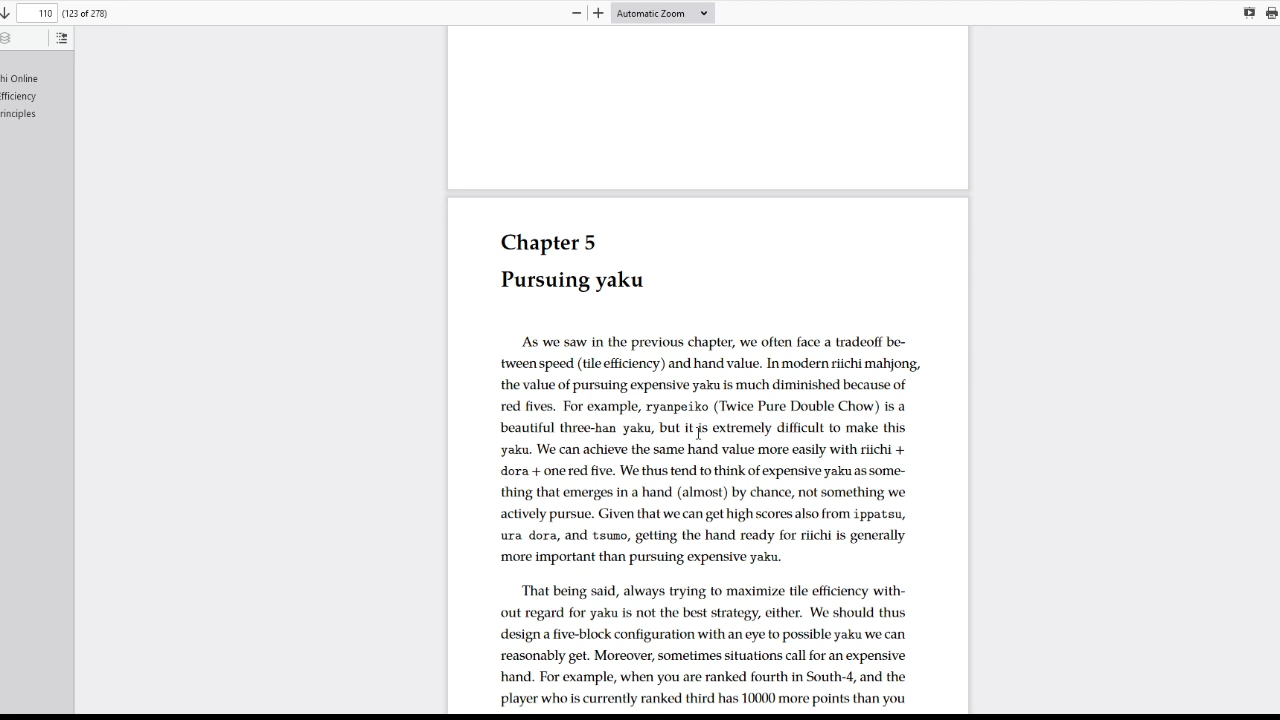 110 (123 of 278) Automatic Zoom
hi Online
fficiency
rinciples
Chapter 5
Pursuing yaku
As we saw in the previous chapter, we often face a tradeoff be-
tween speed (tile efficiency) and hand value. In modern riichi mahjong,
the value of pursuing expensive yaku is much diminished because of
red fives. For example, ryanpeiko (Twice Pure Double Chow) is a
beautiful three-han yaku, but it is extremely difficult to make this
yaku. We can achieve the same hand value more easily with riichi +
dora + one red five. We thus tend to think of expensive yaku as some-
thing that emerges in a hand (almost) by chance, not something we
actively pursue. Given that we can get high scores also from ippatsu,
ura dora, and tsumo, getting the hand ready for riichi is generally
more important than pursuing expensive yaku.
That being said, always trying to maximize tile efficiency with-
out regard for yaku is not the best strategy, either. We should thus
design a five-block configuration with an eye to possible yaku we can
reasonably get. Moreover, sometimes situations call for an expensive
hand. For example, when you are ranked fourth in South-4, and the
player who is currently ranked third has 10000 more points than you